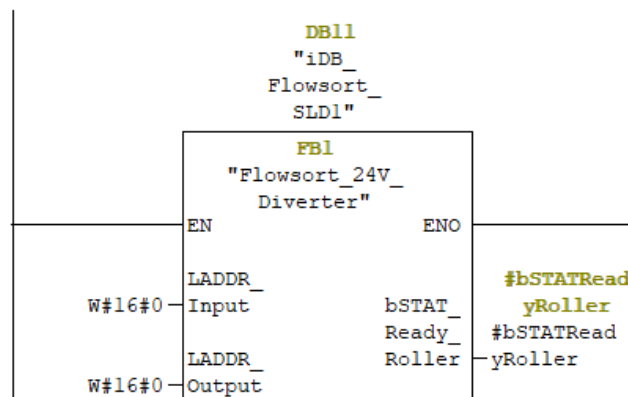 DB11
"iDB_
Flowsort_
SLD1"
FB1
"Flowsort_24V_
Diverter"
EN
ENO
LADDR_
W#16#0
Input
bSTAT_
Ready_
Roller
#bSTATRead
yRoller
#bSTATRead
yRoller
LADDR_
W#16#0
Output